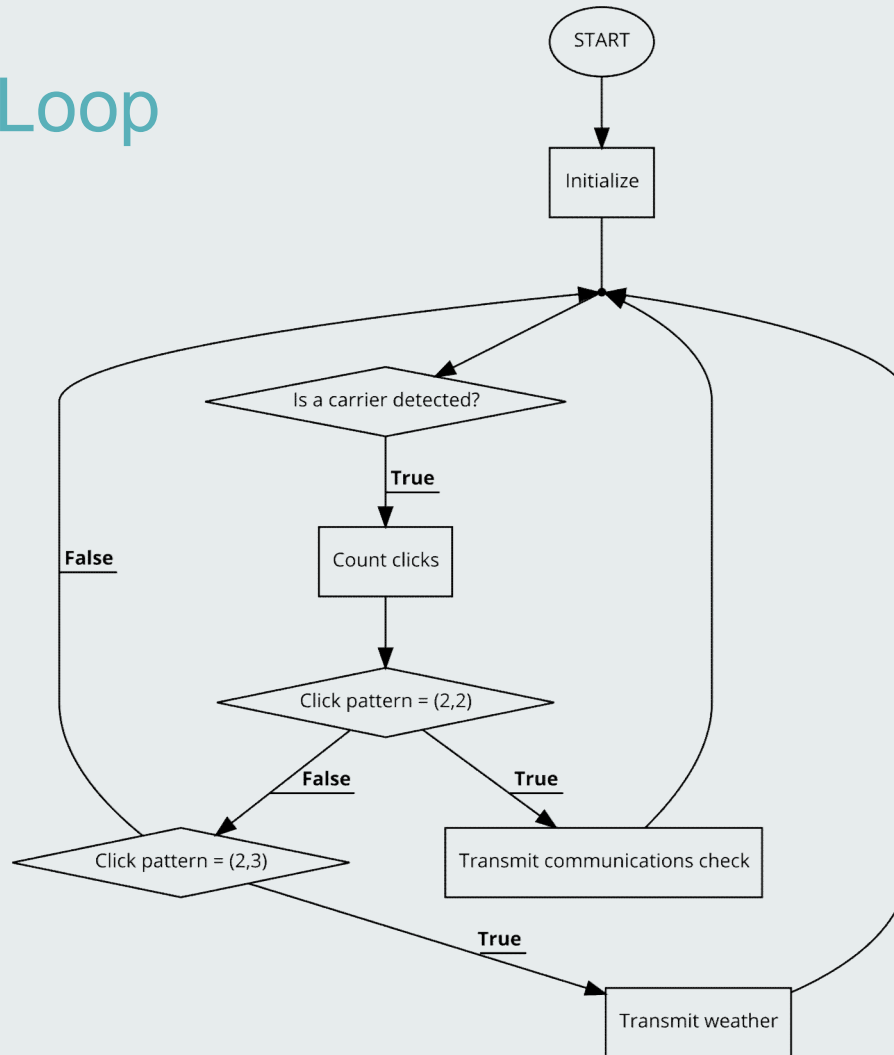 START
Loop
Initialize
Is a carrier detected?
True
False
Count clicks
Click pattern = (2,2)
False
True
Click pattern = (2,3)
Transmit communications check
True
Transmit weather